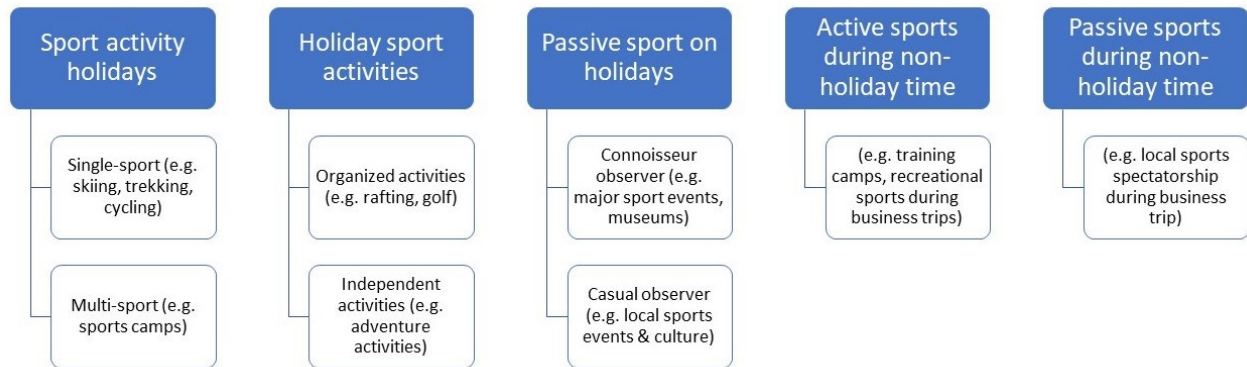 Sport activity
holidays
Single-sport (e.g.
skiing, trekking,
cycling)
Multi-sport (e.g.
sports camps)
Holiday sport
activities
Organized activities
(e.g. rafting, golf)
Independent
activities (e.g.
adventure
activities)
Passive sport on
holidays
Connoisseur
observer (e.g.
major sport events,
museums)
Casual observer
(e.g. local sports
events & culture)
Active sports
during non-
holiday time
(e.g. training
camps, recreational
sports during
business trips)
Passive sports
during non-
holiday time
(e.g. local sports
spectatorship
during business
trip)